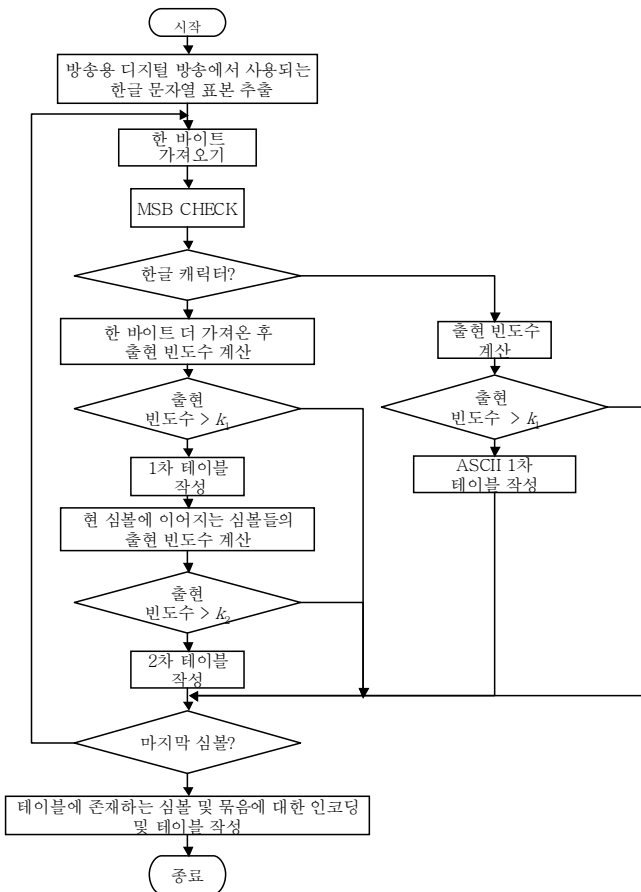 시작
방송용 디지털 방송에서 사용되는
한글 문자열 표본 추출
한 바이트
가져오기
MSB CHECK
한글 캐릭터?
한 바이트 더 가져온 후
출현 빈도수 계산
출현 빈도수
계산
출현
빈도수 > k₁
출현
빈도수 > k₁
1차 테이블
작성
ASCII 1차
테이블 작성
현 심볼에 이어지는 심볼들의
출현 빈도수 계산
출현
빈도수 > k₂
2차 테이블
작성
마지막 심볼?
테이블에 존재하는 심볼 및 묶음에 대한 인코딩
및 테이블 작성
종료